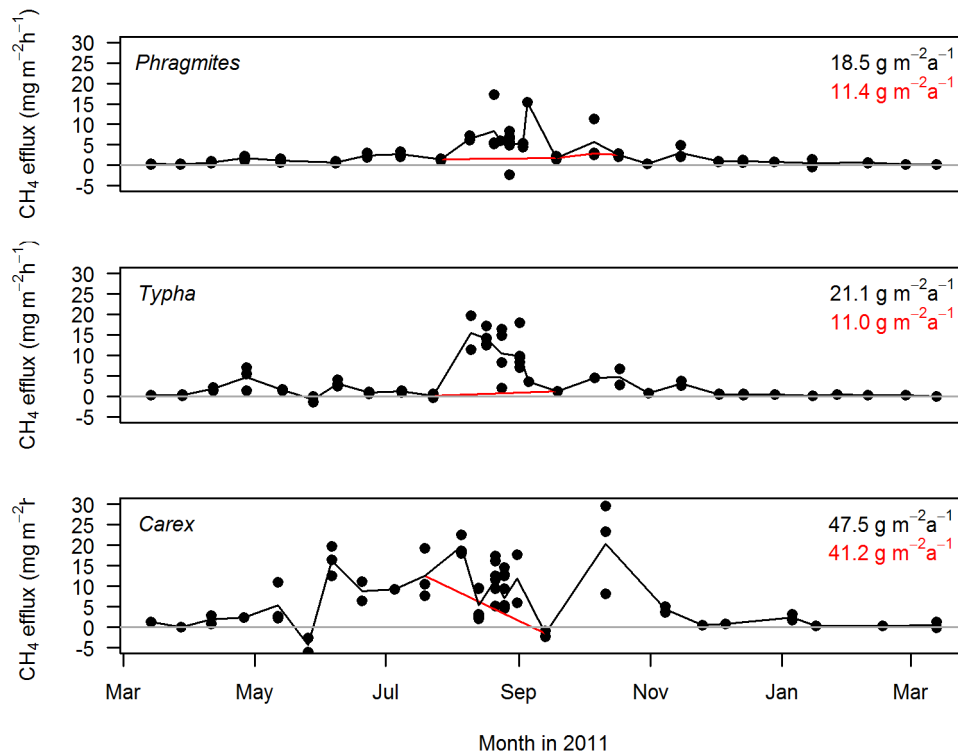 CH₄ efflux (mg m⁻²h⁻¹)
30
25
20
15
10
5
0
-5
Phragmites
18.5 g m⁻²a⁻¹
11.4 g m⁻²a⁻¹
CH₄ efflux (mg m⁻²h⁻¹)
30
25
20
15
10
5
0
-5
Typha
21.1 g m⁻²a⁻¹
11.0 g m⁻²a⁻¹
CH₄ efflux (mg m⁻²
30
25
20
15
10
5
0
-5
Carex
47.5 g m⁻²a⁻¹
41.2 g m⁻²a⁻¹
Mar May Jul Sep Nov Jan Mar
Month in 2011